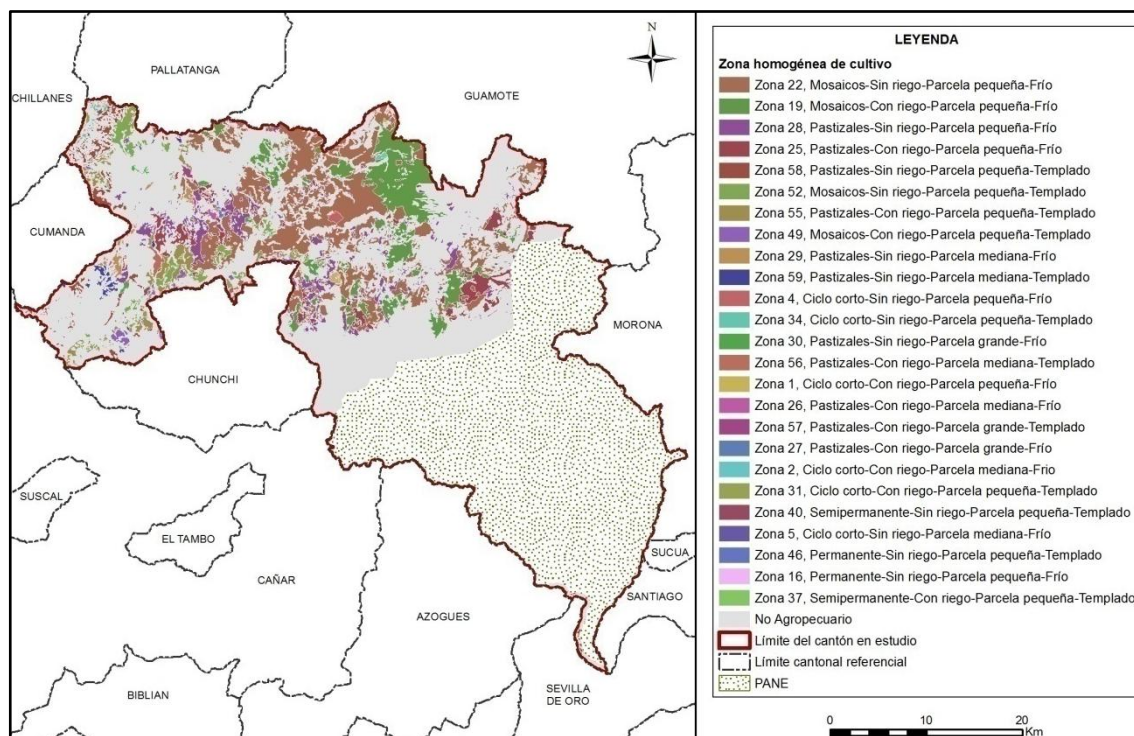 N
PALLATANGA
CHILLANES
GUAMOTE
CUMANDA
MORONA
CHUNCHI
SUSCAL
EL TAMBO
CAÑAR
SUCUA
SANTIAGO
AZOGUES
SEVILLA
DE ORO
BIBLIAN
LEYENDA
Zona homogénea de cultivo
Zona 22, Mosaicos-Sin riego-Parcela pequeña-Frío
Zona 19, Mosaicos-Con riego-Parcela pequeña-Frío
Zona 28, Pastizales-Sin riego-Parcela pequeña-Frío
Zona 25, Pastizales-Con riego-Parcela pequeña-Frío
Zona 58, Pastizales-Sin riego-Parcela pequeña-Templado
Zona 52, Mosaicos-Sin riego-Parcela pequeña-Templado
Zona 55, Pastizales-Con riego-Parcela pequeña-Templado
Zona 49, Mosaicos-Con riego-Parcela pequeña-Templado
Zona 29, Pastizales-Sin riego-Parcela mediana-Frío
Zona 59, Pastizales-Sin riego-Parcela mediana-Templado
Zona 4, Ciclo corto-Sin riego-Parcela pequeña-Frío
Zona 34, Ciclo corto-Sin riego-Parcela pequeña-Templado
Zona 30, Pastizales-Sin riego-Parcela grande-Frío
Zona 56, Pastizales-Con riego-Parcela mediana-Templado
Zona 1, Ciclo corto-Con riego-Parcela pequeña-Frío
Zona 26, Pastizales-Con riego-Parcela mediana-Frío
Zona 57, Pastizales-Con riego-Parcela grande-Templado
Zona 27, Pastizales-Con riego-Parcela grande-Frío
Zona 2, Ciclo corto-Con riego-Parcela mediana-Frio
Zona 31, Ciclo corto-Con riego-Parcela pequeña-Templado
Zona 40, Semipermanente-Sin riego-Parcela pequeña-Templado
Zona 5, Ciclo corto-Sin riego-Parcela mediana-Frío
Zona 46, Permanente-Sin riego-Parcela pequeña-Templado
Zona 16, Permanente-Sin riego-Parcela pequeña-Frío
Zona 37, Semipermanente-Con riego-Parcela pequeña-Templado
No Agropecuario
Límite del cantón en estudio
Límite cantonal referencial
PANE
0 10 20
Km